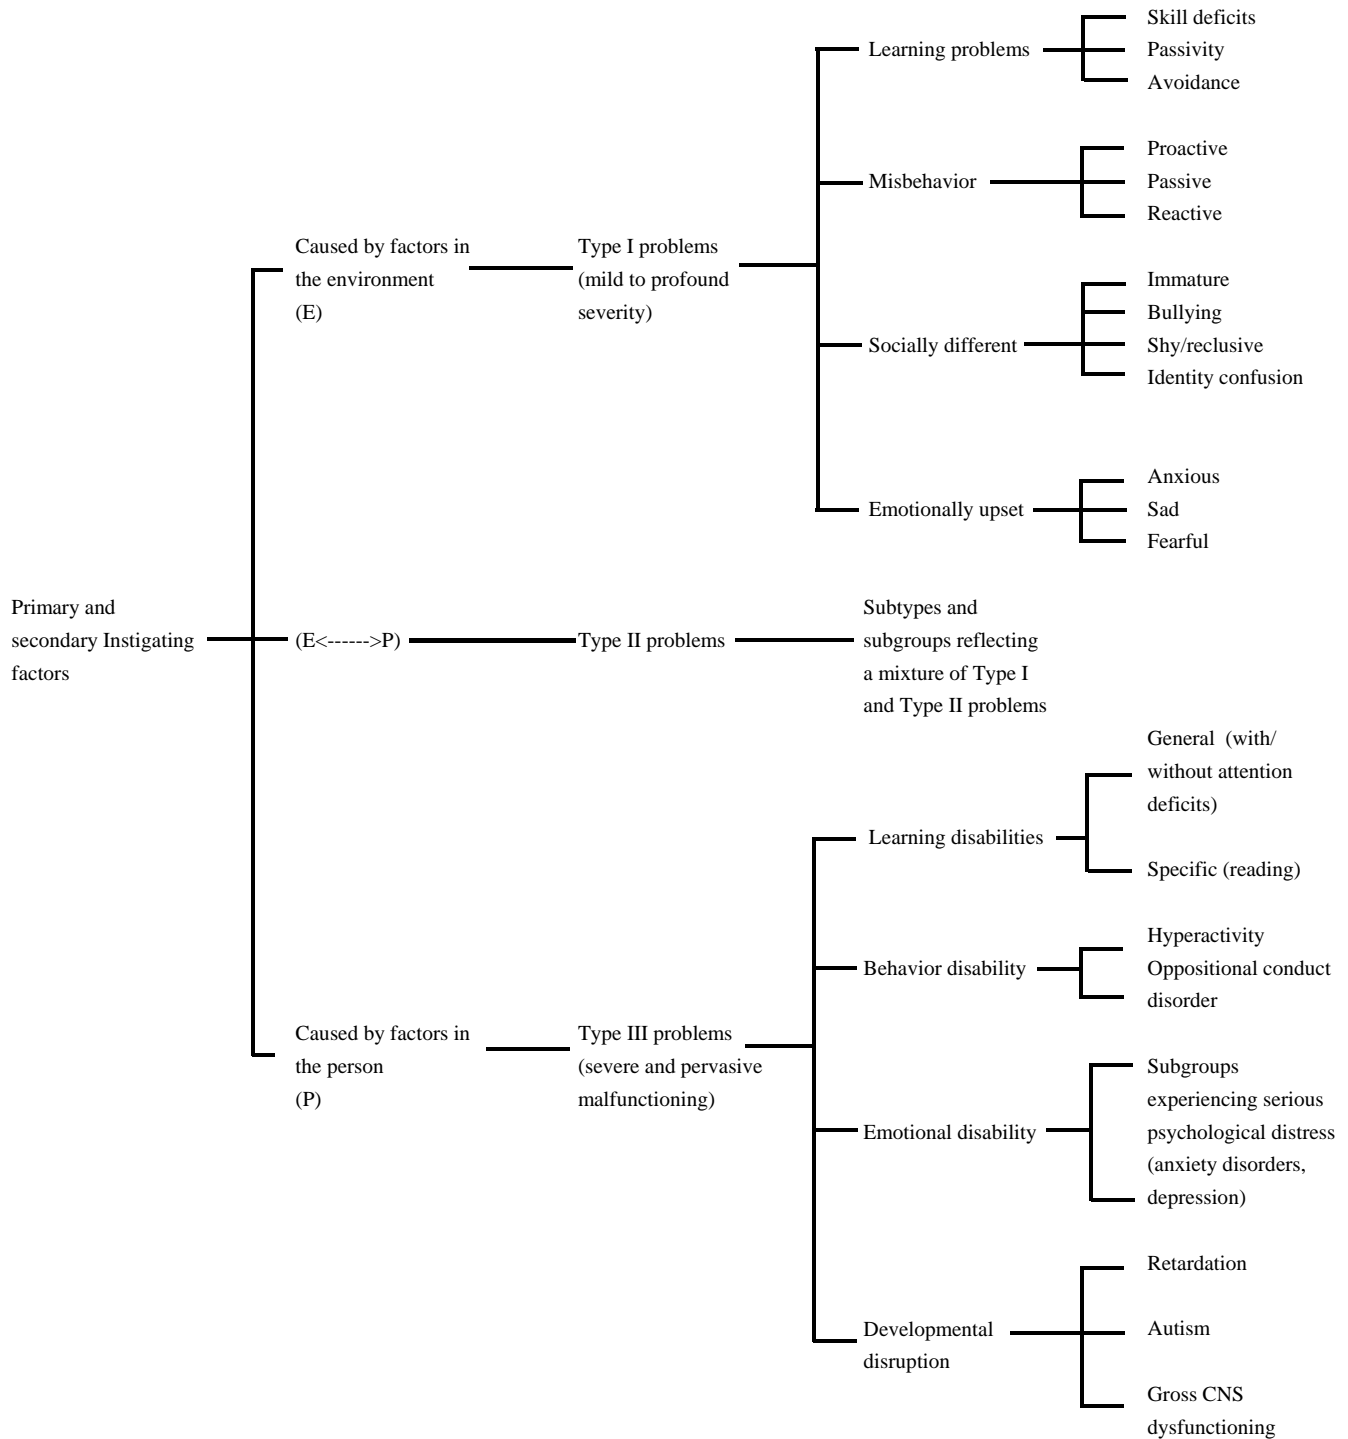 Primary and
secondary Instigating
factors
Caused by factors in
the environment
(E)
Type I problems
(mild to profound
severity)
Learning problems
Skill deficits
Passivity
Avoidance
Misbehavior
Proactive
Passive
Reactive
Socially different
Immature
Bullying
Shy/reclusive
Identity confusion
Emotionally upset
Anxious
Sad
Fearful
(E<------>P)
Type II problems
Subtypes and
subgroups reflecting
a mixture of Type I
and Type II problems
Caused by factors in
the person
(P)
Type III problems
(severe and pervasive
malfunctioning)
Learning disabilities
General (with/
without attention
deficits)
Specific (reading)
Behavior disability
Hyperactivity
Oppositional conduct
disorder
Emotional disability
Subgroups
experiencing serious
psychological distress
(anxiety disorders,
depression)
Developmental
disruption
Retardation
Autism
Gross CNS
dysfunctioning